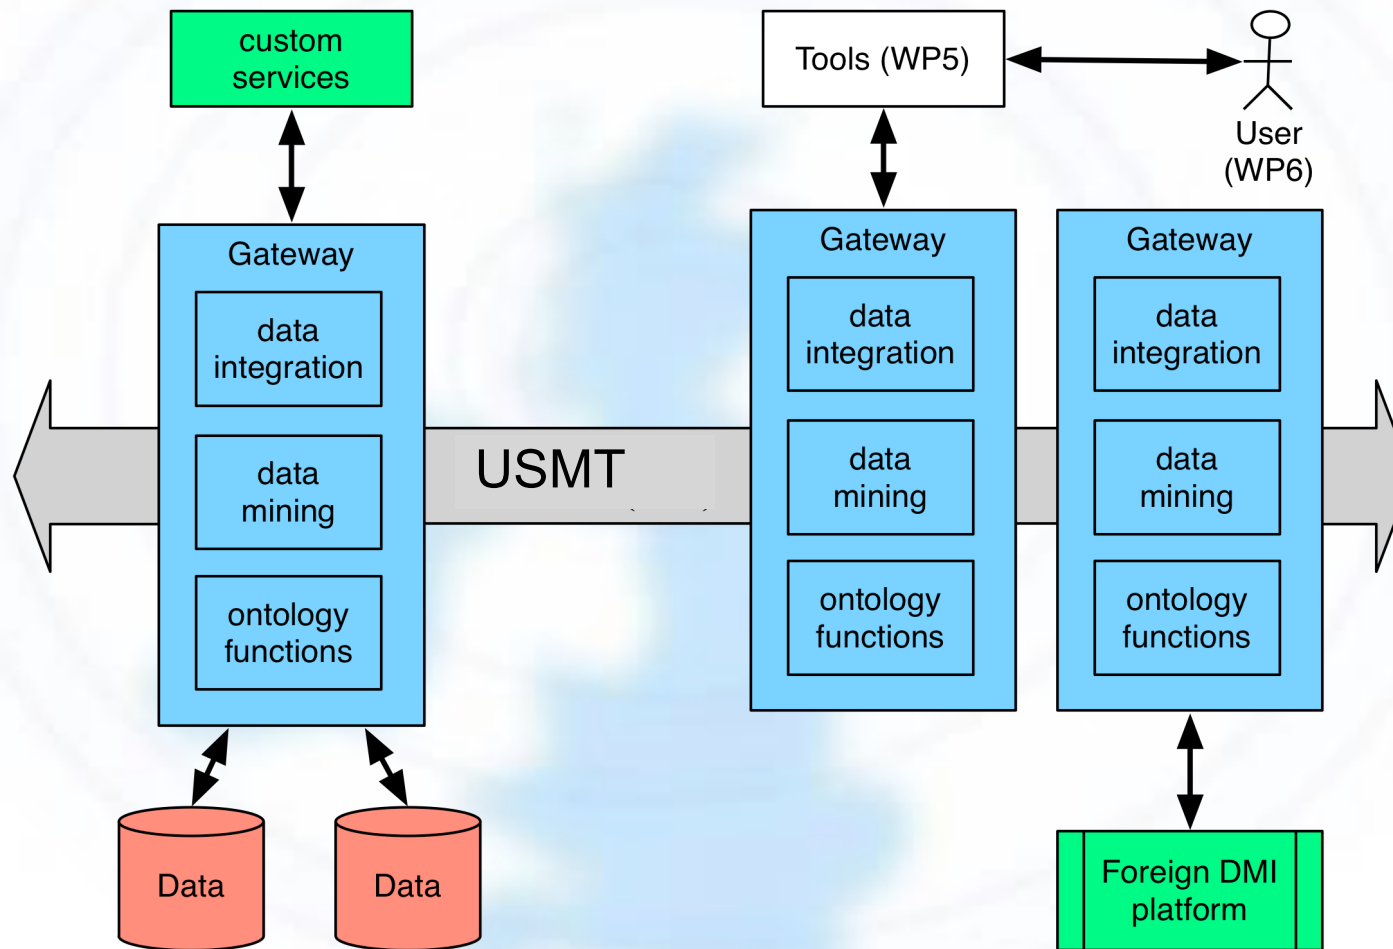 custom
services
Tools (WP5)
User
(WP6)
Gateway
data
integration
data
mining
ontology
functions
USMT
Gateway
data
integration
data
mining
ontology
functions
Gateway
data
integration
data
mining
ontology
functions
Data
Data
Foreign DMI
platform